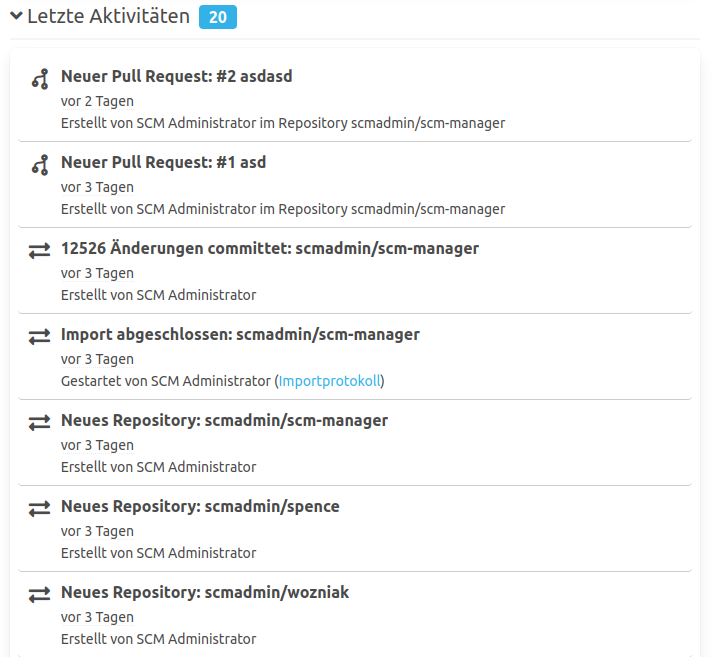 Letzte Aktivitäten 20
Neuer Pull Request: #2 asdasd
vor 2 Tagen
Erstellt von SCM Administrator im Repository scmadmin/scm-manager
Neuer Pull Request: #1 asd
vor 3 Tagen
Erstellt von SCM Administrator im Repository scmadmin/scm-manager
12526 Änderungen committet: scmadmin/scm-manager
vor 3 Tagen
Erstellt von SCM Administrator
Import abgeschlossen: scmadmin/scm-manager
vor 3 Tagen
Gestartet von SCM Administrator (Importprotokoll)
Neues Repository: scmadmin/scm-manager
vor 3 Tagen
Erstellt von SCM Administrator
Neues Repository: scmadmin/spence
vor 3 Tagen
Erstellt von SCM Administrator
Neues Repository: scmadmin/wozniak
vor 3 Tagen
Erstellt von SCM Administrator